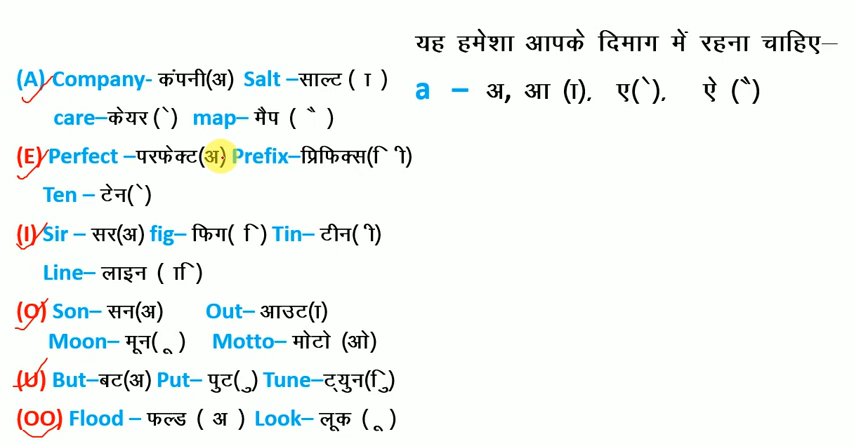 यह हमेशा आपके दिमाग में रहना चाहिए–
a – अ, आ (ा), ए(े), ऐ (ै)
(A) Company- कंपनी(अ) Salt –साल्ट ( ा )
care–केयर (े) map– मैप ( ै )
(E) Perfect –परफेक्ट(अ) Prefix–प्रिफिक्स(ि ी)
Ten – टेन(े)
(I) Sir – सर(अ) fig– फिग( ि ) Tin– टीन( ी)
Line– लाइन ( ाि)
(O) Son– सन(अ) Out– आउट(ा)
Moon– मून( ू ) Motto– मोटो (ओ)
(U) But–बट(अ) Put– पुट( ु) Tune–ट्युन(ि ु)
(OO) Flood – फल्ड ( अ ) Look– लूक ( ू )